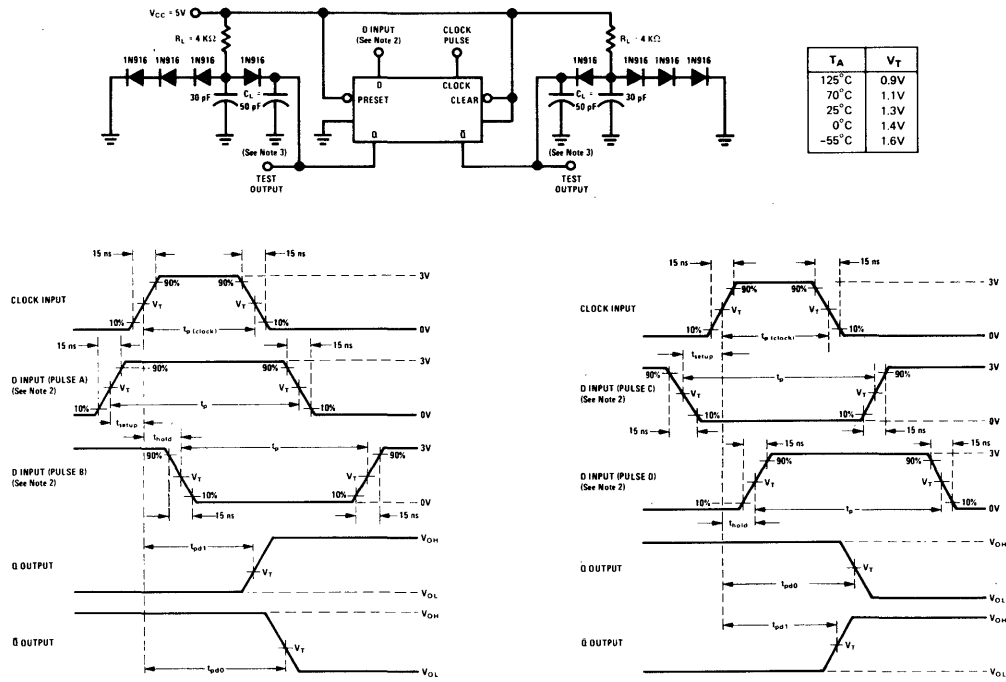 VCC = 5V
RL = 4 KΩ
D INPUT
(See Note 2)
CLOCK
PULSE
RL = 4 KΩ
1N916 1N916 1N916 1N916
30 pF
CL =
50 pF
D
CLOCK
PRESET
CLEAR
Q
Q̄
1N916 1N916 1N916 1N916
CL =
50 pF
30 pF
(See Note 3)
TEST
OUTPUT
(See Note 3)
TEST
OUTPUT
TA VT
125°C 0.9V
70°C 1.1V
25°C 1.3V
0°C 1.4V
-55°C 1.6V
15 ns
15 ns
CLOCK INPUT
90%
90%
3V
VT
VT
10%
10%
tp (clock)
0V
15 ns
15 ns
D INPUT (PULSE A)
(See Note 2)
90%
90%
3V
VT
VT
tp
10%
10%
0V
tsetup
thold
D INPUT (PULSE B)
(See Note 2)
90%
90%
3V
tp
VT
VT
10%
10%
0V
15 ns
15 ns
Q OUTPUT
tpd1
VT
VOH
VOL
Q̄ OUTPUT
tpd0
VT
VOH
VOL
15 ns
15 ns
CLOCK INPUT
90%
90%
3V
VT
VT
10%
10%
tp (clock)
0V
tsetup
D INPUT (PULSE C)
(See Note 2)
90%
90%
3V
tp
VT
VT
10%
10%
0V
15 ns
15 ns
15 ns
15 ns
D INPUT (PULSE D)
(See Note 2)
90%
90%
3V
VT
VT
10%
10%
0V
thold
tp
Q OUTPUT
tpd0
VT
VOH
VOL
Q̄ OUTPUT
tpd1
VT
VOH
VOL